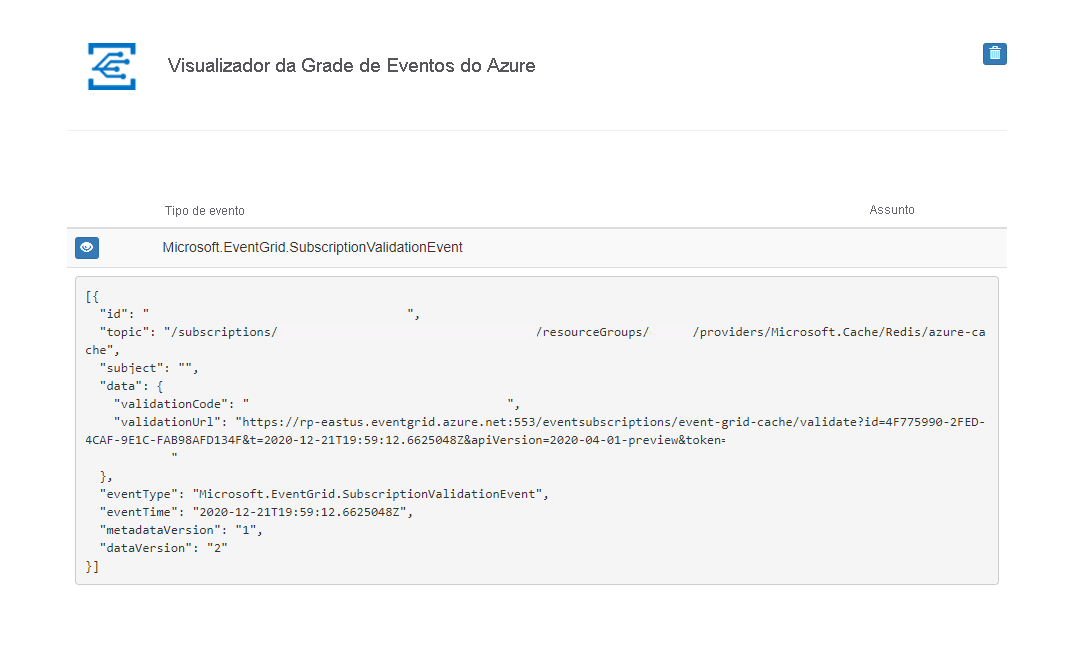 Visualizador da Grade de Eventos do Azure
Tipo de evento Assunto
Microsoft.EventGrid.SubscriptionValidationEvent
[{
"id": " ",
"topic": "/subscriptions/ /resourceGroups/ /providers/Microsoft.Cache/Redis/azure-ca
che",
"subject": "",
"data": {
"validationCode": " ",
"validationUrl": "https://rp-eastus.eventgrid.azure.net:553/eventsubscriptions/event-grid-cache/validate?id=4F775990-2FED-
4CAF-9E1C-FAB98AFD134F&t=2020-12-21T19:59:12.6625048Z&apiVersion=2020-04-01-preview&token=
"
},
"eventType": "Microsoft.EventGrid.SubscriptionValidationEvent",
"eventTime": "2020-12-21T19:59:12.6625048Z",
"metadataVersion": "1",
"dataVersion": "2"
}]